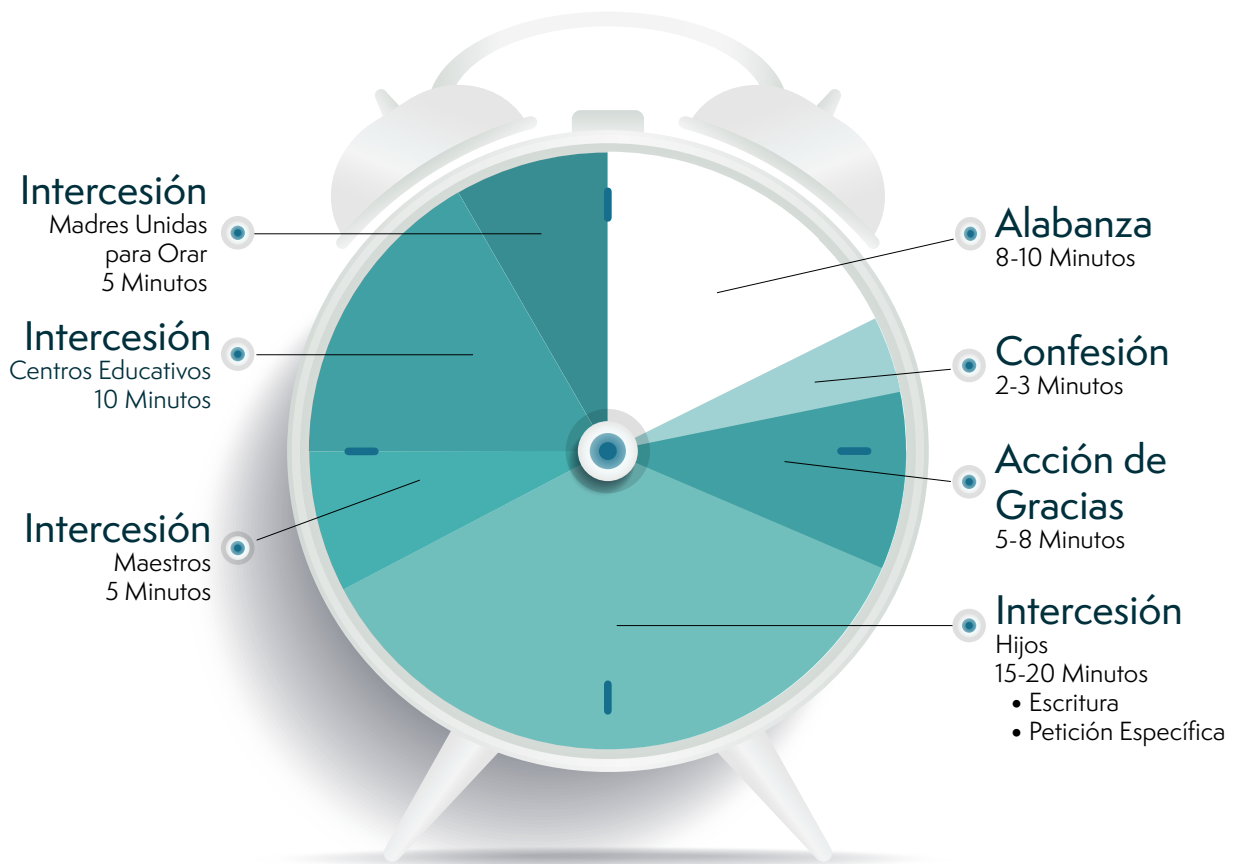 Alabanza
8-10 Minutos
Confesión
2-3 Minutos
Acción de
Gracias
5-8 Minutos
Intercesión
Hijos
15-20 Minutos
• Escritura
• Petición Específica
Intercesión
Maestros
5 Minutos
Intercesión
Centros Educativos
10 Minutos
Intercesión
Madres Unidas
para Orar
5 Minutos